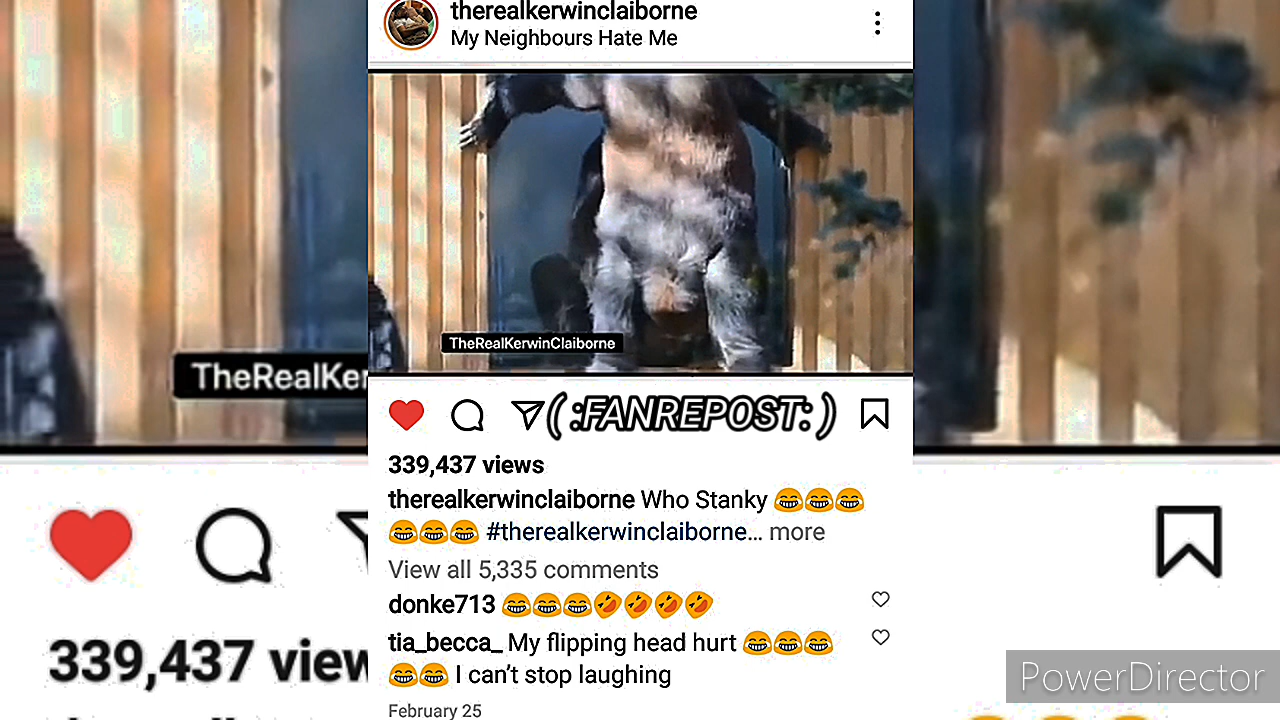 therealkerwinclaiborne
My Neighbours Hate Me
TheRealKerwinClaiborne
TheRealKer
(:FANREPOST:)
339,437 views
therealkerwinclaiborne Who Stanky 😂😂😂
😂😂😂 #therealkerwinclaiborne... more
View all 5,335 comments
donke713 😂😂😂🤣🤣🤣🤣
tia_becca_ My flipping head hurt 😂😂😂
😂😂 I can't stop laughing
February 25
339,437 view
PowerDirector